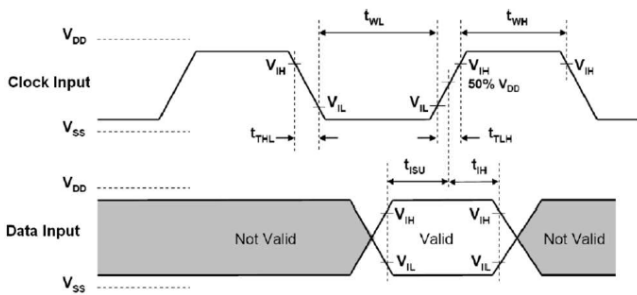 t_WL t_WH
V_DD
V_IH V_IH V_IH
Clock Input 50% V_DD
V_IL V_IL
V_SS
t_THL t_TLH
t_ISU t_IH
V_DD
V_IH V_IH
Data Input Not Valid Valid Not Valid
V_IL V_IL
V_SS